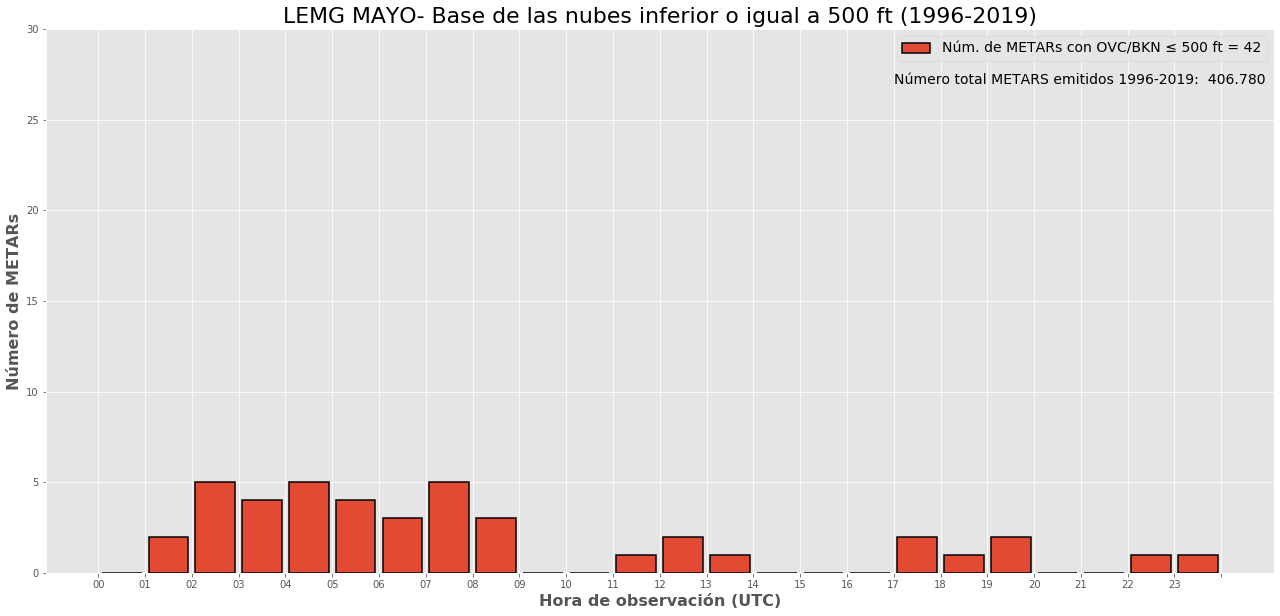 LEMG MAYO- Base de las nubes inferior o igual a 500 ft (1996-2019)
Núm. de METARs con OVC/BKN ≤ 500 ft = 42
Número total METARS emitidos 1996-2019:  406.780
Número de METARs
30
25
20
15
10
5
0
00 01 02 03 04 05 06 07 08 09 10 11 12 13 14 15 16 17 18 19 20 21 22 23
Hora de observación (UTC)